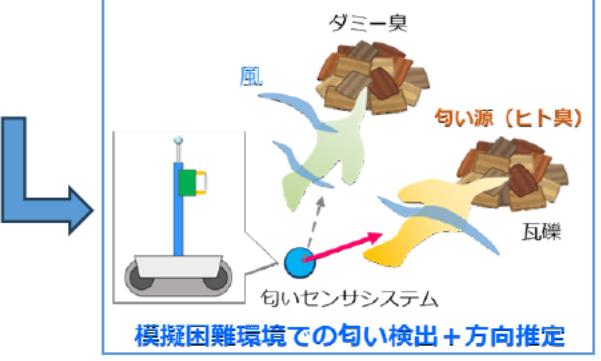 ダミー臭
風
匂い源（ヒト臭）
瓦礫
匂いセンサシステム
模擬困難環境での匂い検出＋方向推定